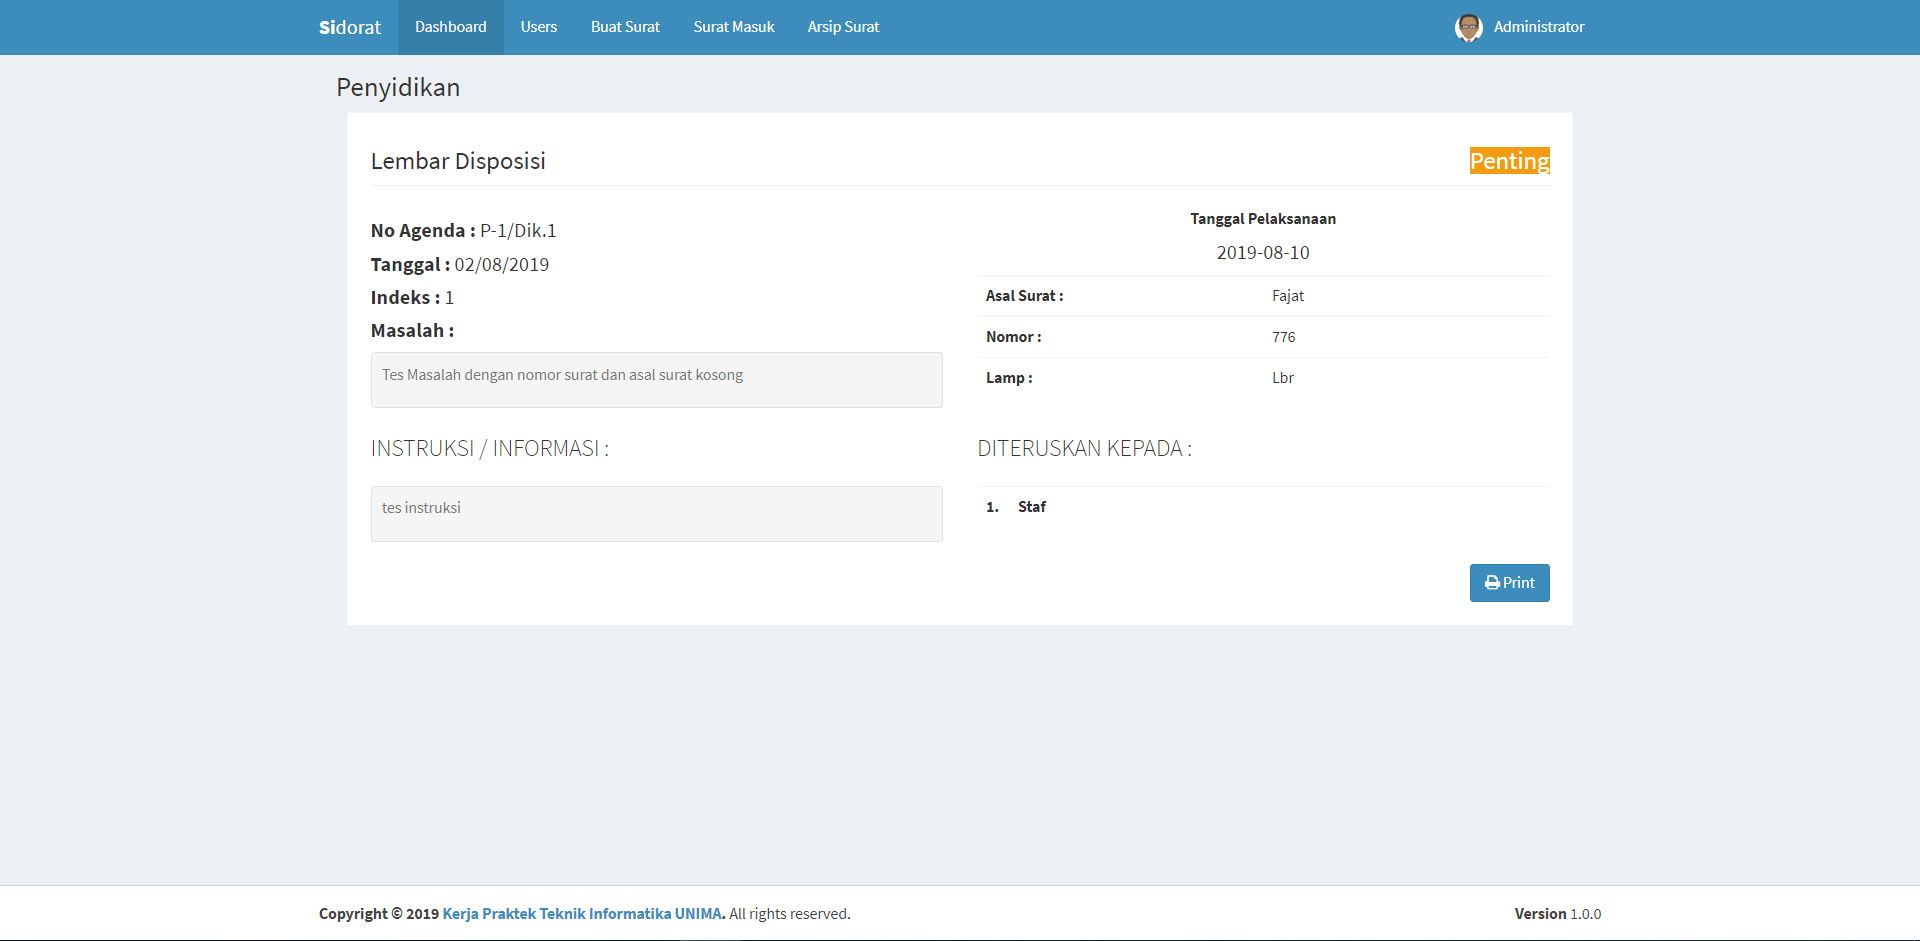 Sidorat Dashboard Users Buat Surat Surat Masuk Arsip Surat Administrator
Penyidikan
Lembar Disposisi Penting
No Agenda : P-1/Dik.1
Tanggal : 02/08/2019
Indeks : 1
Masalah :
Tes Masalah dengan nomor surat dan asal surat kosong
Tanggal Pelaksanaan
2019-08-10
Asal Surat : Fajat
Nomor : 776
Lamp : Lbr
INSTRUKSI / INFORMASI :
tes instruksi
DITERUSKAN KEPADA :
1. Staf
Print
Copyright © 2019 Kerja Praktek Teknik Informatika UNIMA. All rights reserved. Version 1.0.0